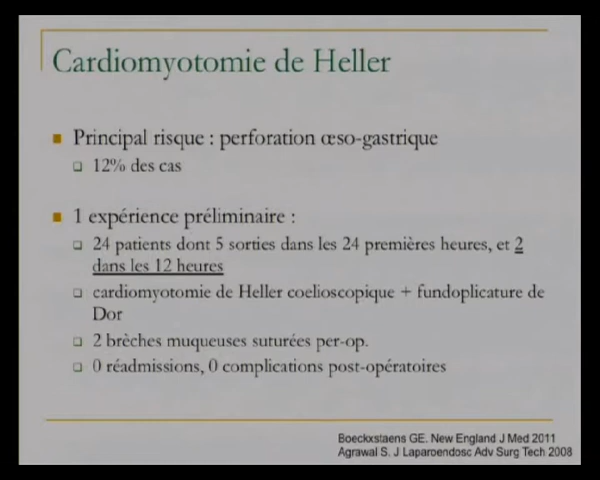 Cardiomyotomie de Heller
Principal risque : perforation œso-gastrique
12% des cas
1 expérience préliminaire :
24 patients dont 5 sorties dans les 24 premières heures, et 2
dans les 12 heures
cardiomyotomie de Heller coelioscopique + fundoplicature de
Dor
2 brèches muqueuses suturées per-op.
0 réadmissions, 0 complications post-opératoires
Boeckxstaens GE. New England J Med 2011
Agrawal S. J Laparoendosc Adv Surg Tech 2008